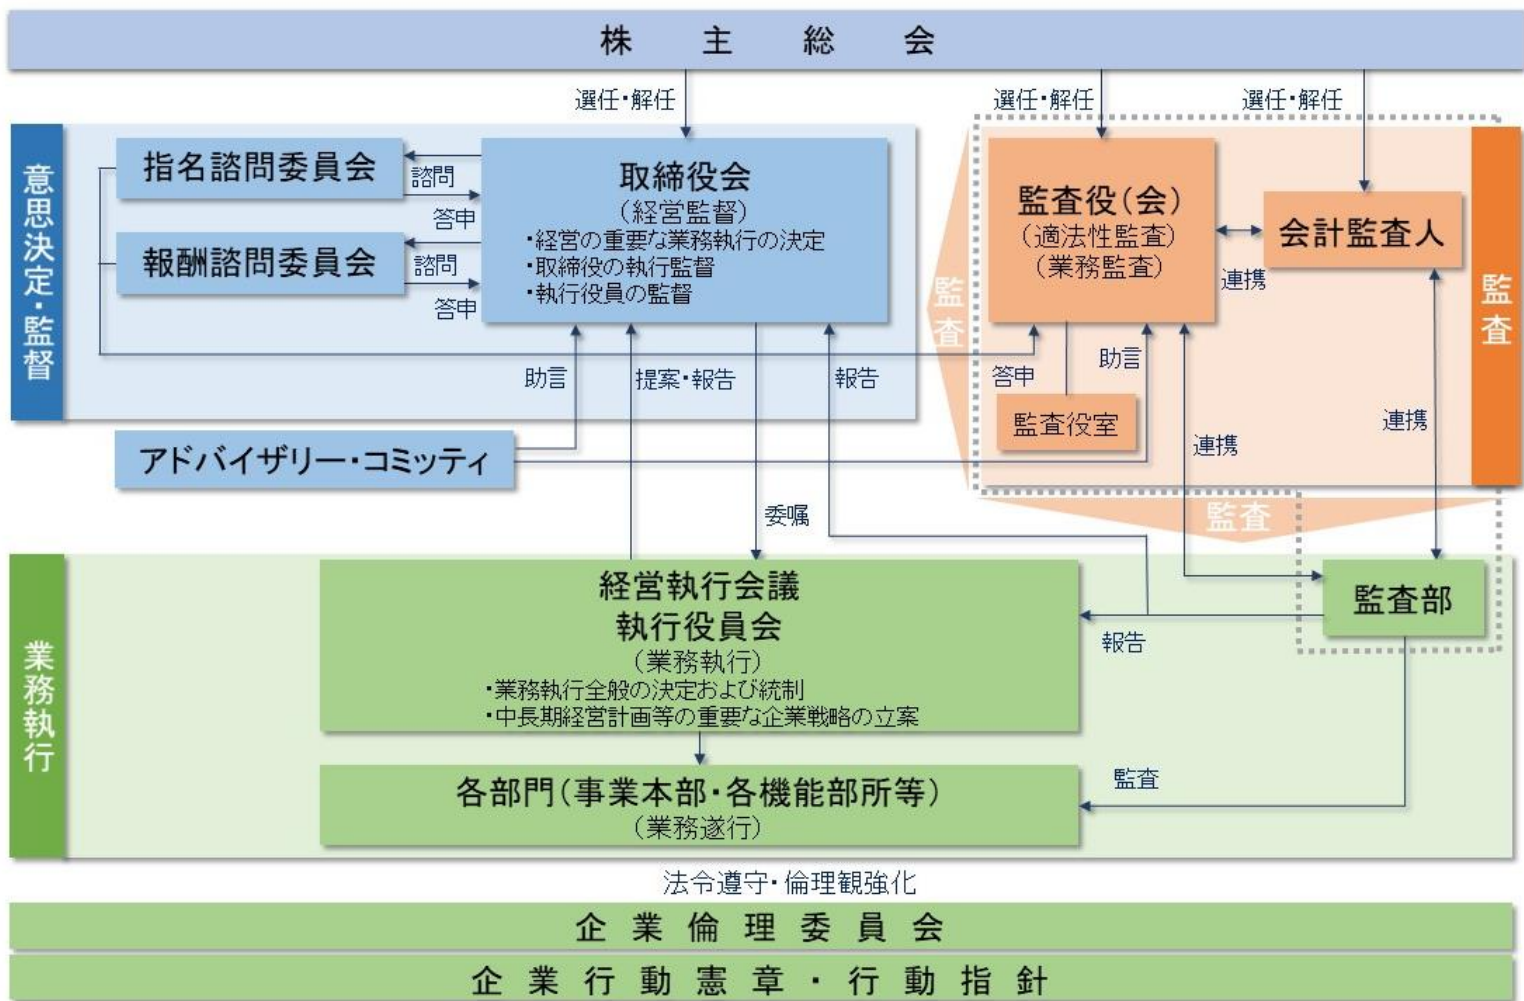 株主総会
選任・解任
選任・解任
選任・解任
意思決定・監督
指名諮問委員会
諮問
答申
報酬諮問委員会
諮問
答申
取締役会
(経営監督)
・経営の重要な業務執行の決定
・取締役の執行監督
・執行役員の監督
監査
監査役(会)
(適法性監査)
(業務監査)
連携
会計監査人
監査
助言
提案・報告
報告
答申
助言
監査役室
連携
連携
アドバイザリー・コミッティ
委嘱
監査
業務執行
経営執行会議
執行役員会
(業務執行)
・業務執行全般の決定および統制
・中長期経営計画等の重要な企業戦略の立案
報告
監査部
各部門(事業本部・各機能部所等)
(業務遂行)
監査
法令遵守・倫理観強化
企業倫理委員会
企業行動憲章・行動指針